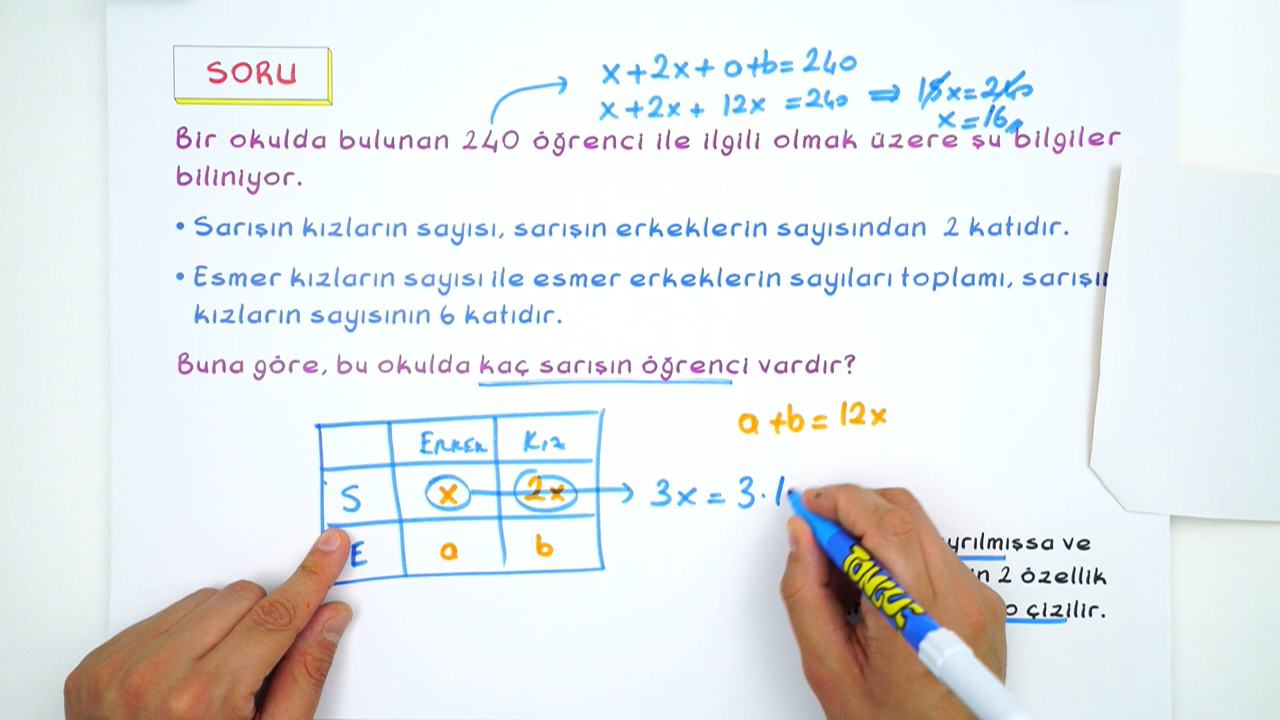 SORU
x+2x+a+b=240
x+2x+12x=240 ⇒ 15x=240
x=16
Bir okulda bulunan 240 öğrenci ile ilgili olmak üzere şu bilgiler
biliniyor.
• Sarışın kızların sayısı, sarışın erkeklerin sayısından 2 katıdır.
• Esmer kızların sayısı ile esmer erkeklerin sayıları toplamı,
kızların sayısının 6 katıdır.
Buna göre, bu okulda kaç sarışın öğrenci vardır?
a+b=12x
ERKEK KIZ
S x 2x → 3x=3·1
E a b
ve
2 özellik
çizilir.
TONGUÇ